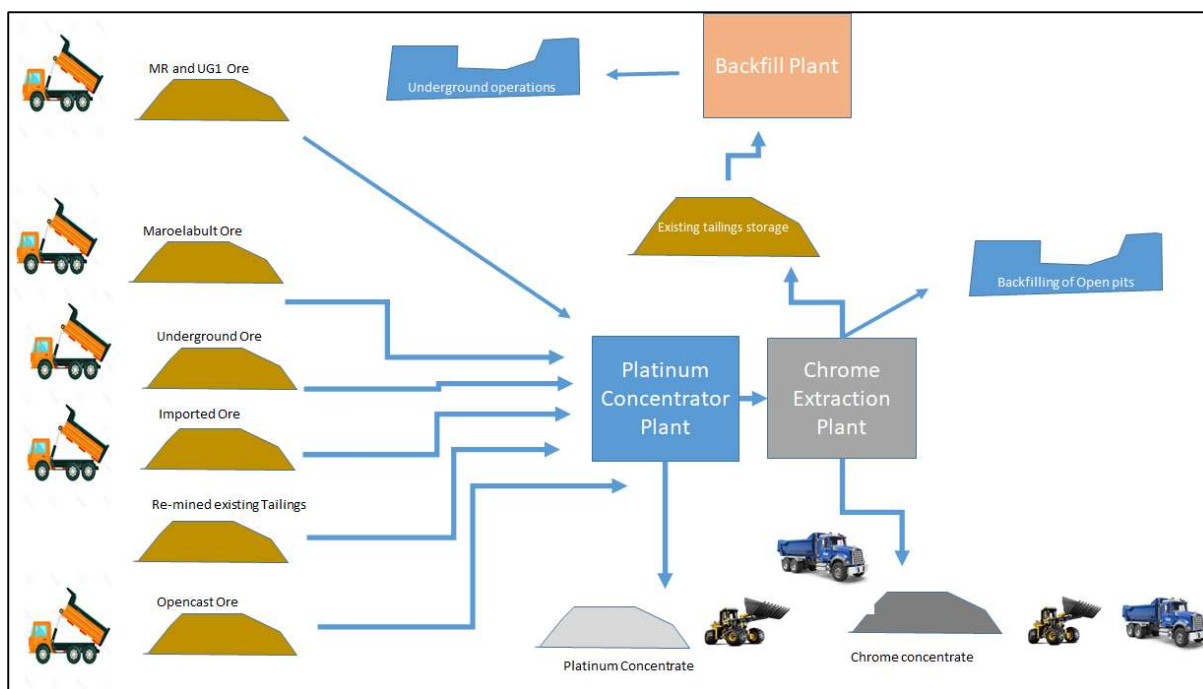 MR and UG1 Ore
Underground operations
Backfill Plant
Maroelabult Ore
Existing tailings storage
Backfilling of Open pits
Underground Ore
Platinum
Concentrator
Plant
Chrome
Extraction
Plant
Imported Ore
Re-mined existing Tailings
Opencast Ore
Platinum Concentrate
Chrome concentrate